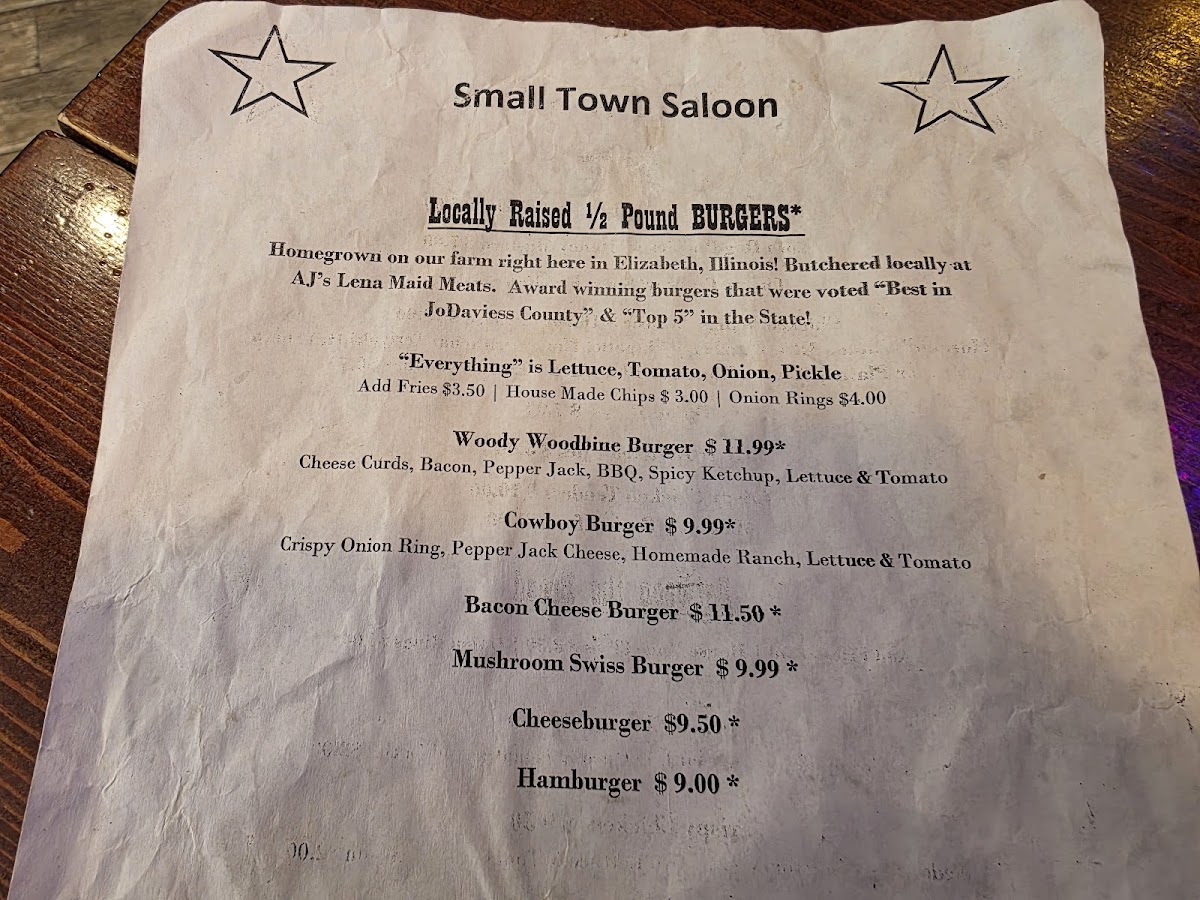 Small Town Saloon
Locally Raised ½ Pound BURGERS*
Homegrown on our farm right here in Elizabeth, Illinois! Butchered locally at
AJ's Lena Maid Meats. Award winning burgers that were voted “Best in
JoDaviess County” & “Top 5” in the State!
“Everything” is Lettuce, Tomato, Onion, Pickle
Add Fries $3.50 | House Made Chips $ 3.00 | Onion Rings $4.00
Woody Woodbine Burger $ 11.99*
Cheese Curds, Bacon, Pepper Jack, BBQ, Spicy Ketchup, Lettuce & Tomato
Cowboy Burger $ 9.99*
Crispy Onion Ring, Pepper Jack Cheese, Homemade Ranch, Lettuce & Tomato
Bacon Cheese Burger $ 11.50 *
Mushroom Swiss Burger $ 9.99 *
Cheeseburger $9.50 *
Hamburger $ 9.00 *